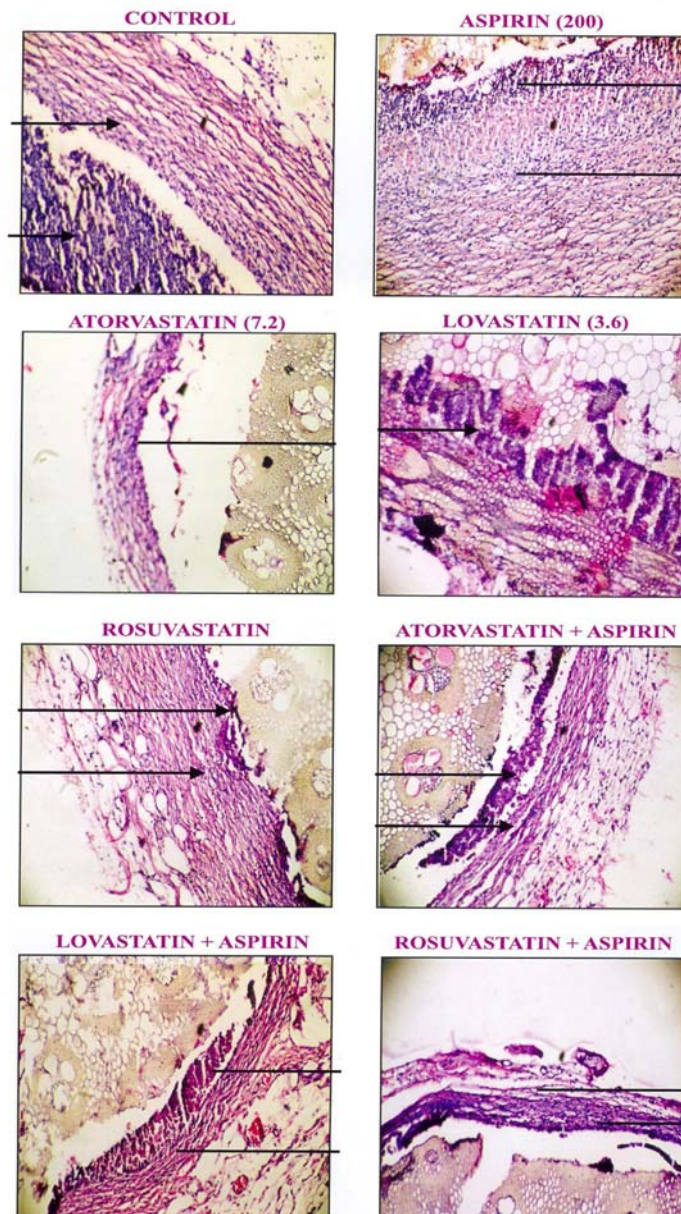 CONTROL
ASPIRIN (200)
ATORVASTATIN (7.2)
LOVASTATIN (3.6)
ROSUVASTATIN
ATORVASTATIN + ASPIRIN
LOVASTATIN + ASPIRIN
ROSUVASTATIN + ASPIRIN